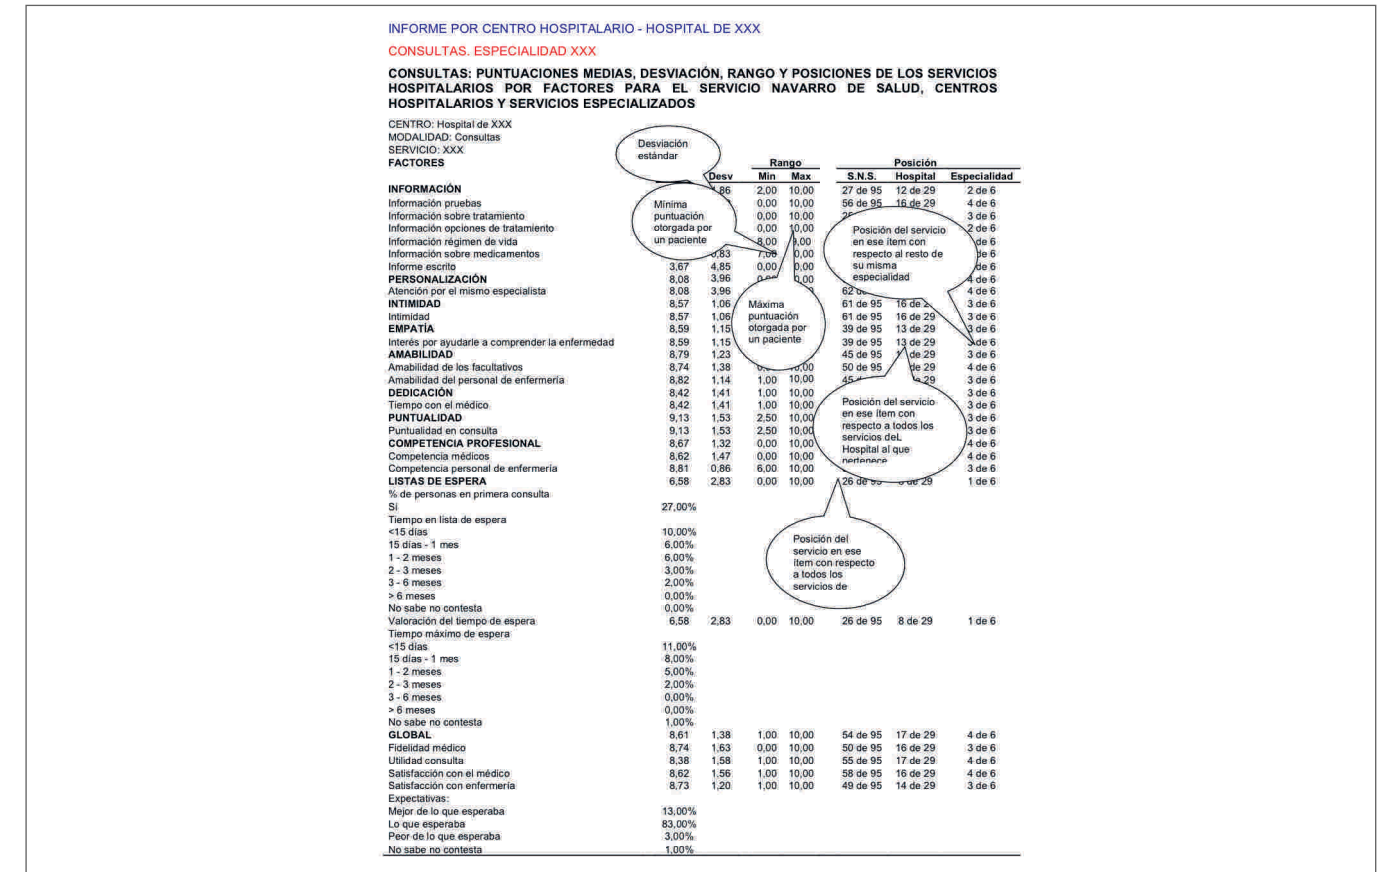 INFORME POR CENTRO HOSPITALARIO - HOSPITAL DE XXX
CONSULTAS. ESPECIALIDAD XXX
CONSULTAS: PUNTUACIONES MEDIAS, DESVIACIÓN, RANGO Y POSICIONES DE LOS SERVICIOS
HOSPITALARIOS POR FACTORES PARA EL SERVICIO NAVARRO DE SALUD, CENTROS
HOSPITALARIOS Y SERVICIOS ESPECIALIZADOS
CENTRO: Hospital de XXX
MODALIDAD: Consultas
SERVICIO: XXX
Desviación
estándar
FACTORES Rango Posición
Desv Min Max S.N.S. Hospital Especialidad
INFORMACIÓN 2,00 10,00 27 de 95 12 de 29 2 de 6
Información pruebas 0,00 10,00 56 de 95 16 de 29 4 de 6
Información sobre tratamiento 0,00 10,00 3 de 6
Información opciones de tratamiento 0,00 10,00 2 de 6
Información régimen de vida 8,00 de 6
Información sobre medicamentos 0,83 de 6
Informe escrito 3,67 4,85 0,00 de 6
PERSONALIZACIÓN 8,08 3,96 4 de 6
Atención por el mismo especialista 8,08 3,96 4 de 6
INTIMIDAD 8,57 1,06 61 de 95 16 de 3 de 6
Intimidad 8,57 1,06 61 de 95 16 de 29 3 de 6
EMPATÍA 8,59 1,15 39 de 95 13 de 29 3 de 6
Interés por ayudarle a comprender la enfermedad 8,59 1,15 39 de 95 13 de 29 de 6
AMABILIDAD 8,79 1,23 45 de 95 de 29 3 de 6
Amabilidad de los facultativos 8,74 1,38 50 de 95 de 29 4 de 6
Amabilidad del personal de enfermería 8,82 1,14 1,00 10,00 3 de 6
DEDICACIÓN 8,42 1,41 1,00 10,00 3 de 6
Tiempo con el médico 8,42 1,41 1,00 10,00 3 de 6
PUNTUALIDAD 9,13 1,53 2,50 10,00 3 de 6
Puntualidad en consulta 9,13 1,53 2,50 10,00 3 de 6
COMPETENCIA PROFESIONAL 8,67 1,32 0,00 10,00 4 de 6
Competencia médicos 8,62 1,47 0,00 10,00 4 de 6
Competencia personal de enfermería 8,81 0,86 6,00 10,00 3 de 6
LISTAS DE ESPERA 6,58 2,83 0,00 10,00 26 de 29 1 de 6
Mínima
puntuación
otorgada por
un paciente
Posición del servicio
en ese ítem con
respecto al resto de
su misma
especialidad
Máxima
puntuación
otorgada por
un paciente
Posición del servicio
en ese ítem con
respecto a todos los
servicios deL
Hospital al que
pertenece
% de personas en primera consulta
Sí 27,00%
Tiempo en lista de espera
<15 días 10,00%
15 días - 1 mes 6,00%
1 - 2 meses 6,00%
2 - 3 meses 3,00%
3 - 6 meses 2,00%
> 6 meses 0,00%
No sabe no contesta 0,00%
Posición del
servicio en ese
ítem con respecto
a todos los
servicios de
Valoración del tiempo de espera 6,58 2,83 0,00 10,00 26 de 95 8 de 29 1 de 6
Tiempo máximo de espera
<15 días 11,00%
15 días - 1 mes 8,00%
1 - 2 meses 5,00%
2 - 3 meses 2,00%
3 - 6 meses 0,00%
> 6 meses 0,00%
No sabe no contesta 1,00%
GLOBAL 8,61 1,38 1,00 10,00 54 de 95 17 de 29 4 de 6
Fidelidad médico 8,74 1,63 0,00 10,00 50 de 95 16 de 29 3 de 6
Utilidad consulta 8,38 1,58 1,00 10,00 55 de 95 17 de 29 4 de 6
Satisfacción con el médico 8,62 1,56 1,00 10,00 58 de 95 16 de 29 4 de 6
Satisfacción con enfermería 8,73 1,20 1,00 10,00 49 de 95 14 de 29 3 de 6
Expectativas:
Mejor de lo que esperaba 13,00%
Lo que esperaba 83,00%
Peor de lo que esperaba 3,00%
No sabe no contesta 1,00%